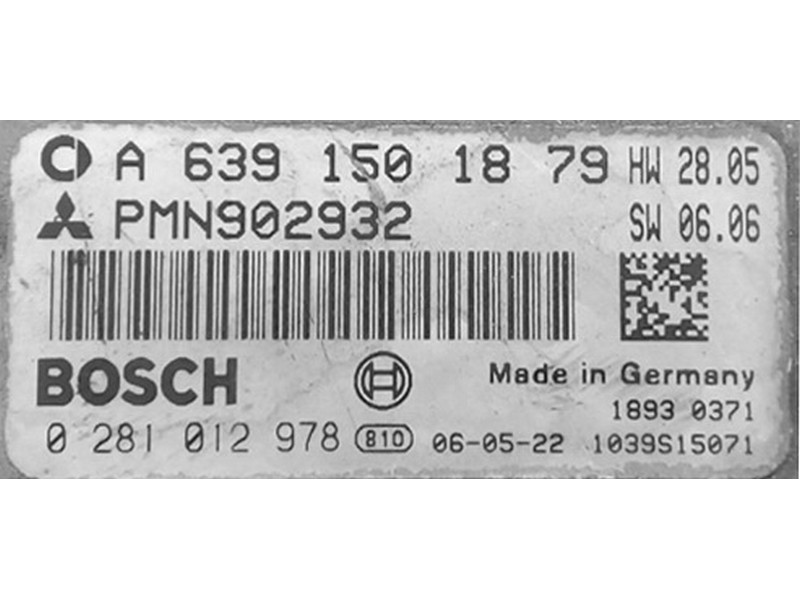 A 639 150 18 79 HW 28.05
PMN902932 SW 06.06
BOSCH Made in Germany
1893 0371
0 281 012 978 810 06-05-22 1039S15071